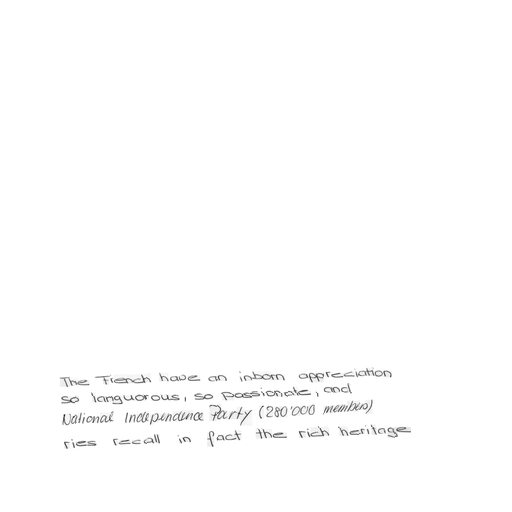 The French have an inborn appreciation
so languorous, so passionate, and
National Independence Party (280'000 members)
ries recall in fact the rich heritage